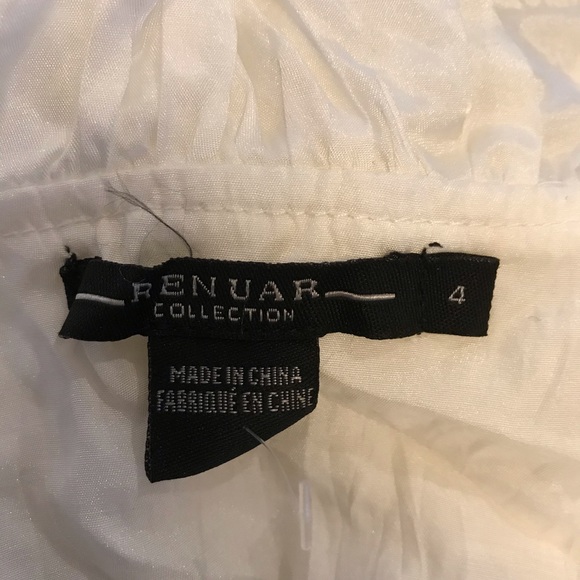 RENUAR
COLLECTION
4
MADE IN CHINA
FABRIQUÉ EN CHINE